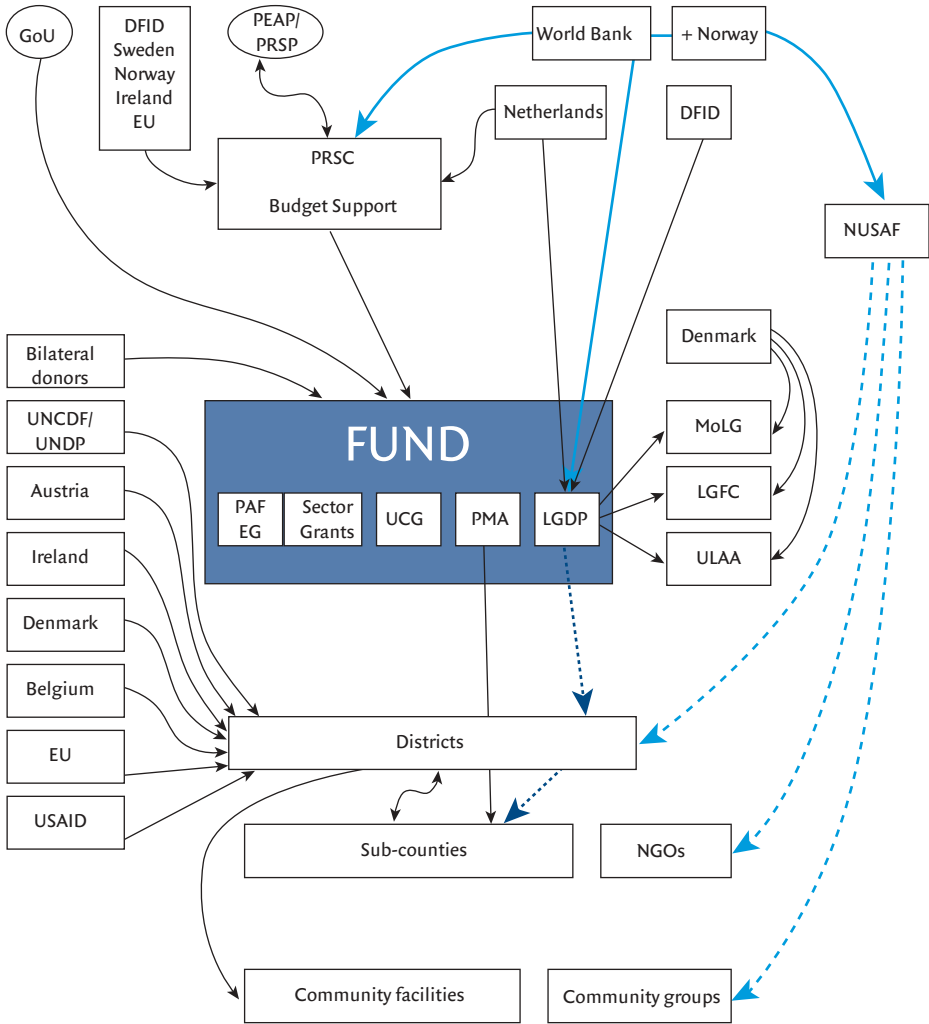 GoU
DFID
Sweden
Norway
Ireland
EU
PEAP/
PRSP
World Bank
+ Norway
Netherlands
DFID
PRSC
Budget Support
NUSAF
Bilateral
donors
UNCDF/
UNDP
Austria
Ireland
Denmark
Belgium
EU
USAID
FUND
PAF
EG
Sector
Grants
UCG
PMA
LGDP
Denmark
MoLG
LGFC
ULAA
Districts
Sub-counties
NGOs
Community facilities
Community groups